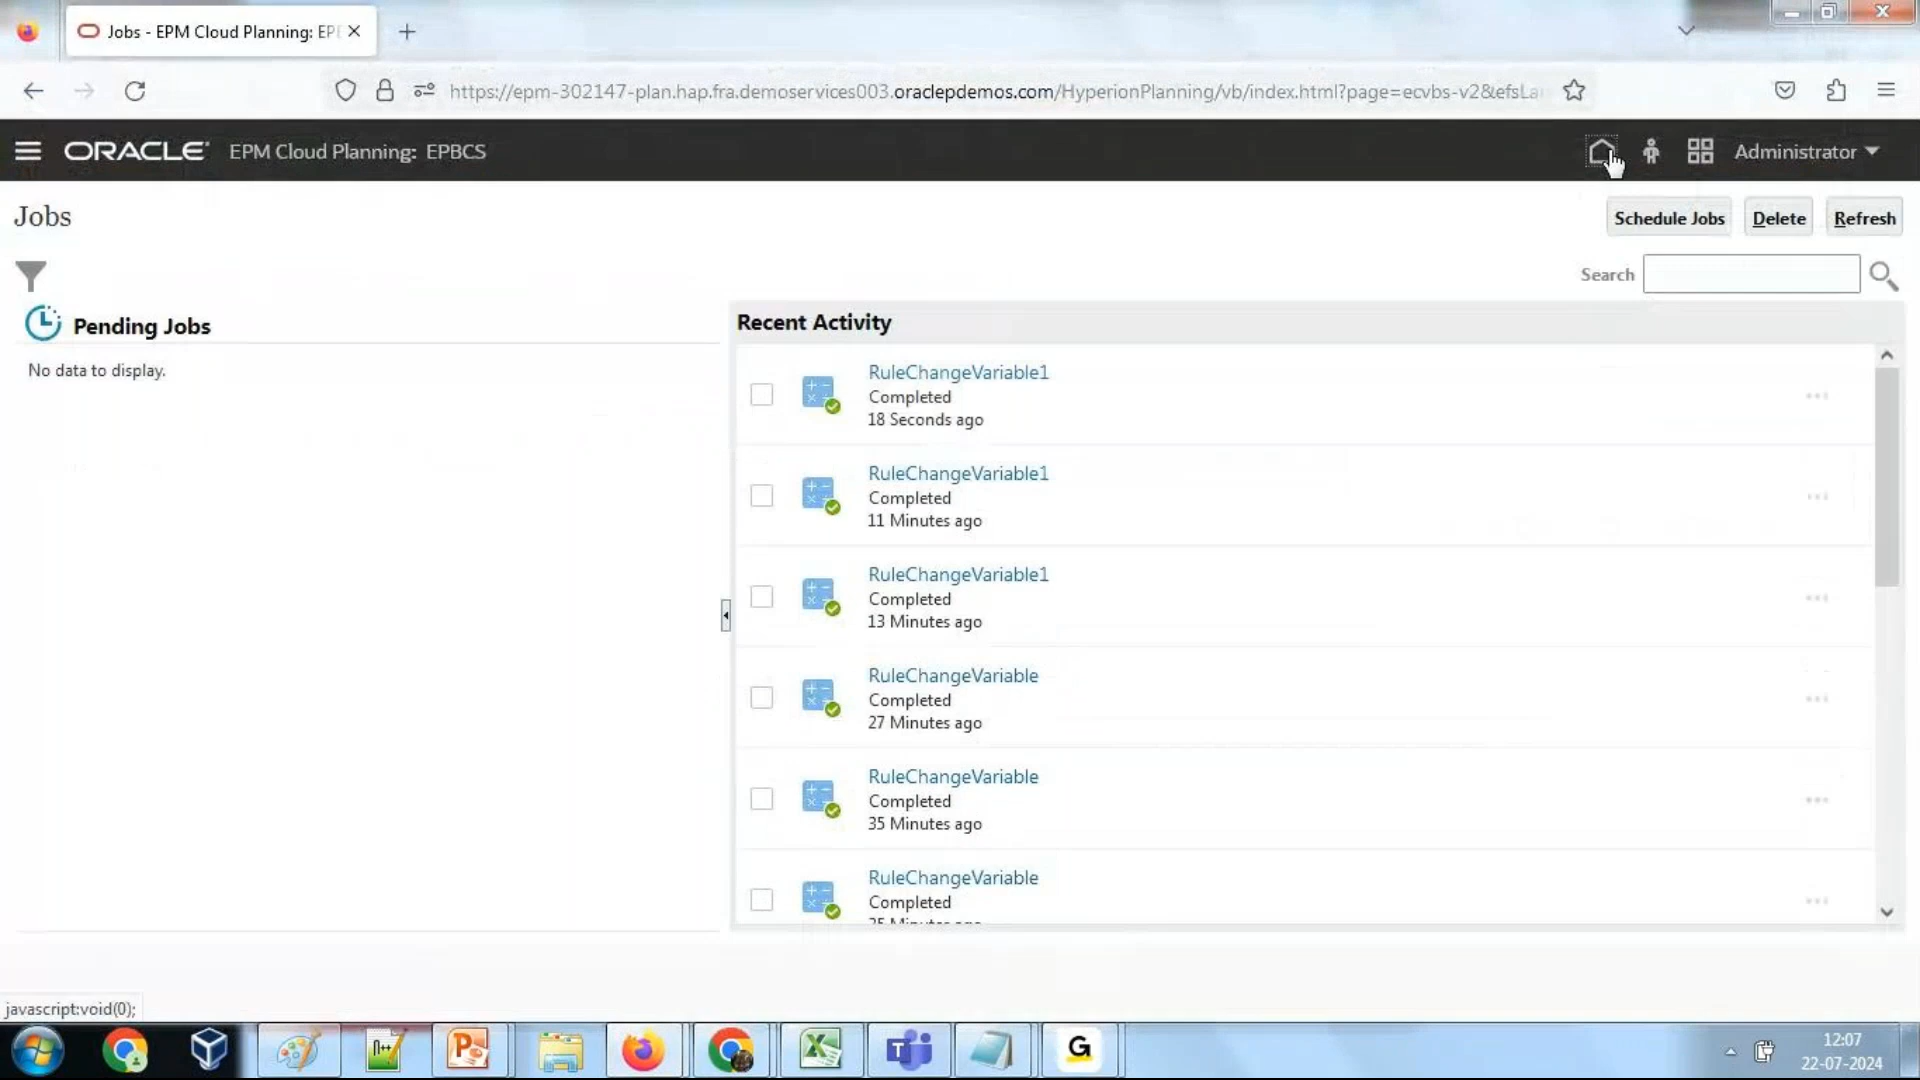 Jobs - EPM Cloud Planning: EPB
https://epm-302147-plan.hap.fra.demoservices003.oraclepdemos.com/HyperionPlanning/vb/index.html?page=ecvbs-v2&efsLa
ORACLE EPM Cloud Planning: EPBCS
Administrator
Jobs
Schedule Jobs
Delete
Refresh
Search
Pending Jobs
No data to display.
Recent Activity
RuleChangeVariable1
Completed
18 Seconds ago
RuleChangeVariable1
Completed
11 Minutes ago
RuleChangeVariable1
Completed
13 Minutes ago
RuleChangeVariable
Completed
27 Minutes ago
RuleChangeVariable
Completed
35 Minutes ago
RuleChangeVariable
Completed
javascript:void(0);
12:07
22-07-2024